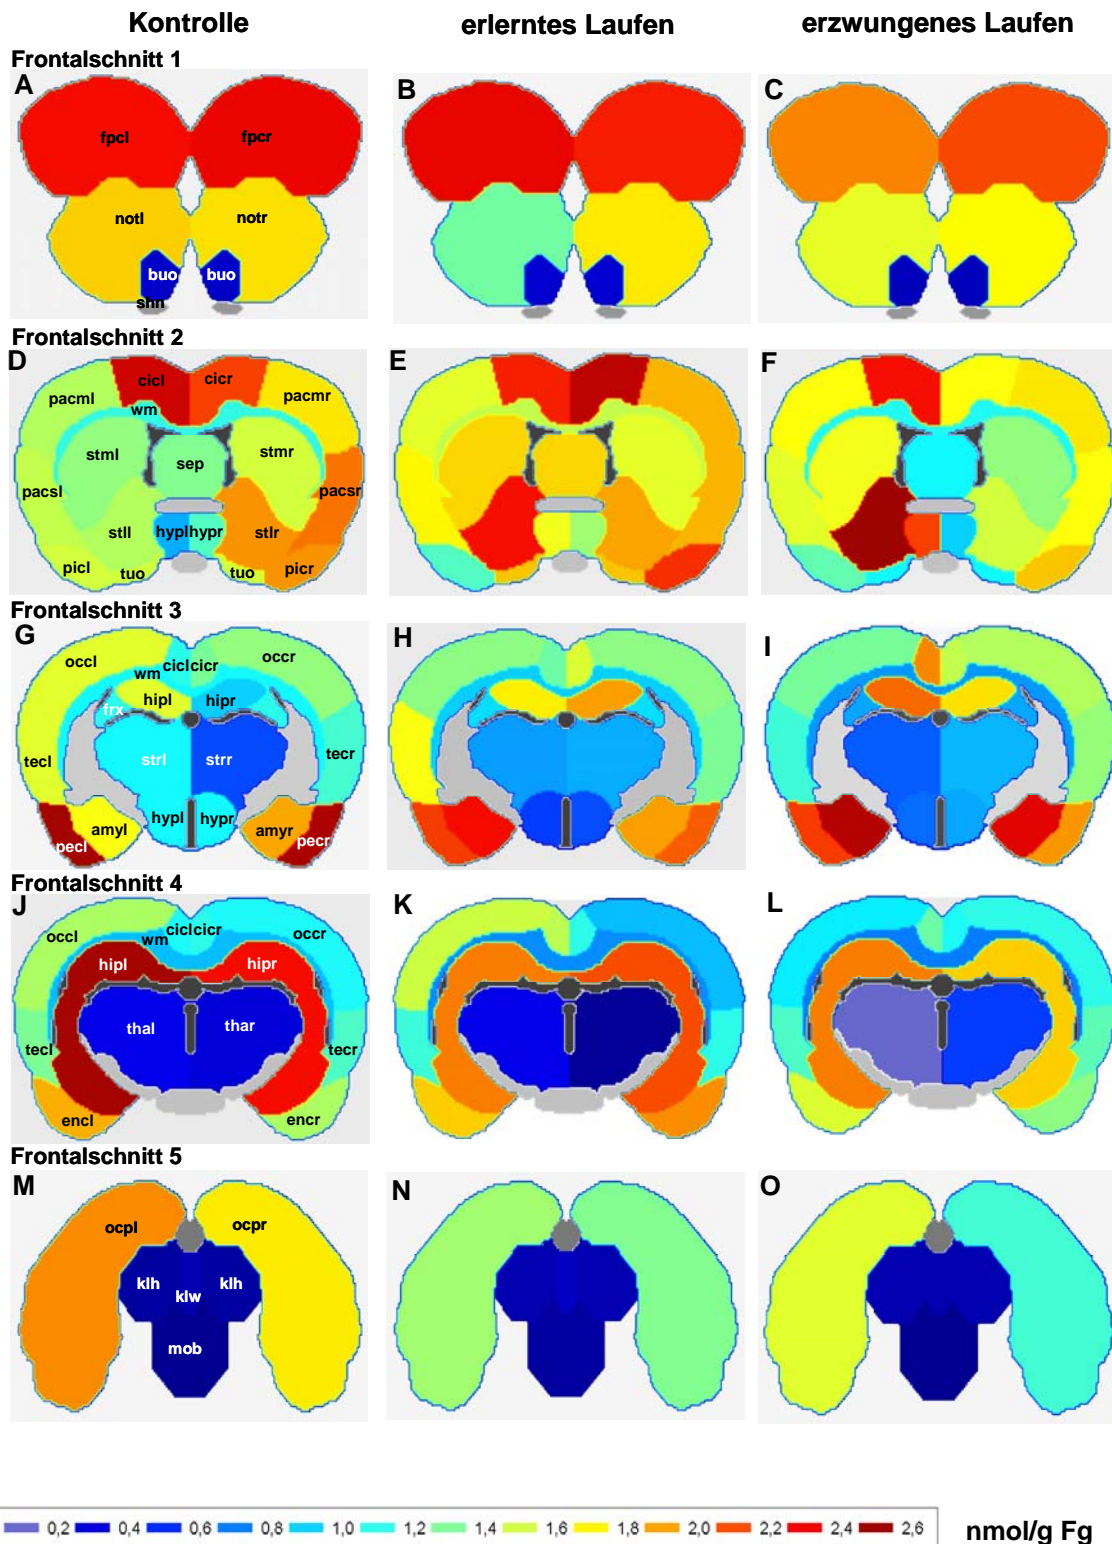 Kontrolle erlerntes Laufen erzwungenes Laufen
Frontalschnitt 1
A B C
fpcl fpcr
notl notr
buo buo
shn
Frontalschnitt 2
D E F
cicl cicr
pacml wm pacmr
stml sep stmr
pacsl pacsr
stll hypl hypr stlr
picl tuo tuo picr
Frontalschnitt 3
G H I
occl wm cicl cicr occr
hipl hipr
frx
tecl strl strr tecr
amyl hypl hypr amyr
pecl pecr
Frontalschnitt 4
J K L
occl wm cicl cicr occr
hipl hipr
thal thar
tecl tecr
encl encr
Frontalschnitt 5
M N O
ocpl ocpr
klh klw klh
mob
0,2 0,4 0,6 0,8 1,0 1,2 1,4 1,6 1,8 2,0 2,2 2,4 2,6 nmol/g Fg